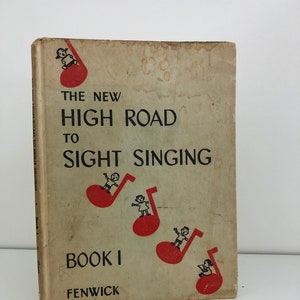 THE NEW
HIGH ROAD
TO
SIGHT SINGING
BOOK I
FENWICK